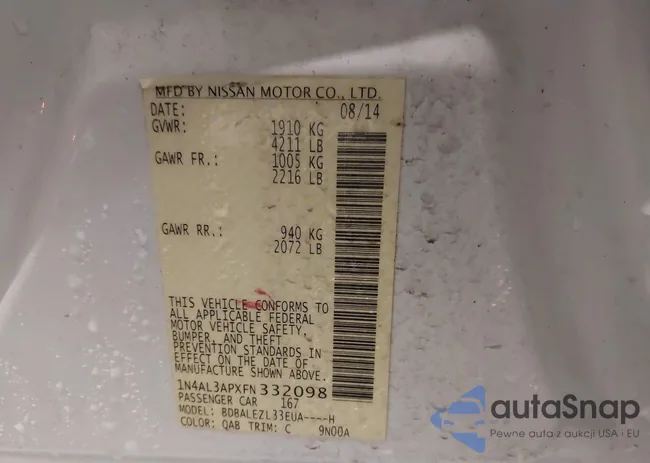 MFD BY NISSAN MOTOR CO., LTD.
DATE: 08/14
GVWR: 1910 KG
4211 LB
GAWR FR.: 1005 KG
2216 LB
GAWR RR.: 940 KG
2072 LB
THIS VEHICLE CONFORMS TO
ALL APPLICABLE FEDERAL
MOTOR VEHICLE SAFETY,
BUMPER, AND THEFT
PREVENTION STANDARDS IN
EFFECT ON THE DATE OF
MANUFACTURE SHOWN ABOVE.
1N4AL3APXFN332098
PASSENGER CAR 167
MODEL: BDBALEZL33EUA----H
COLOR: QAB TRIM: C 9N00A
autaSnap
Pewne auta z aukcji USA i EU